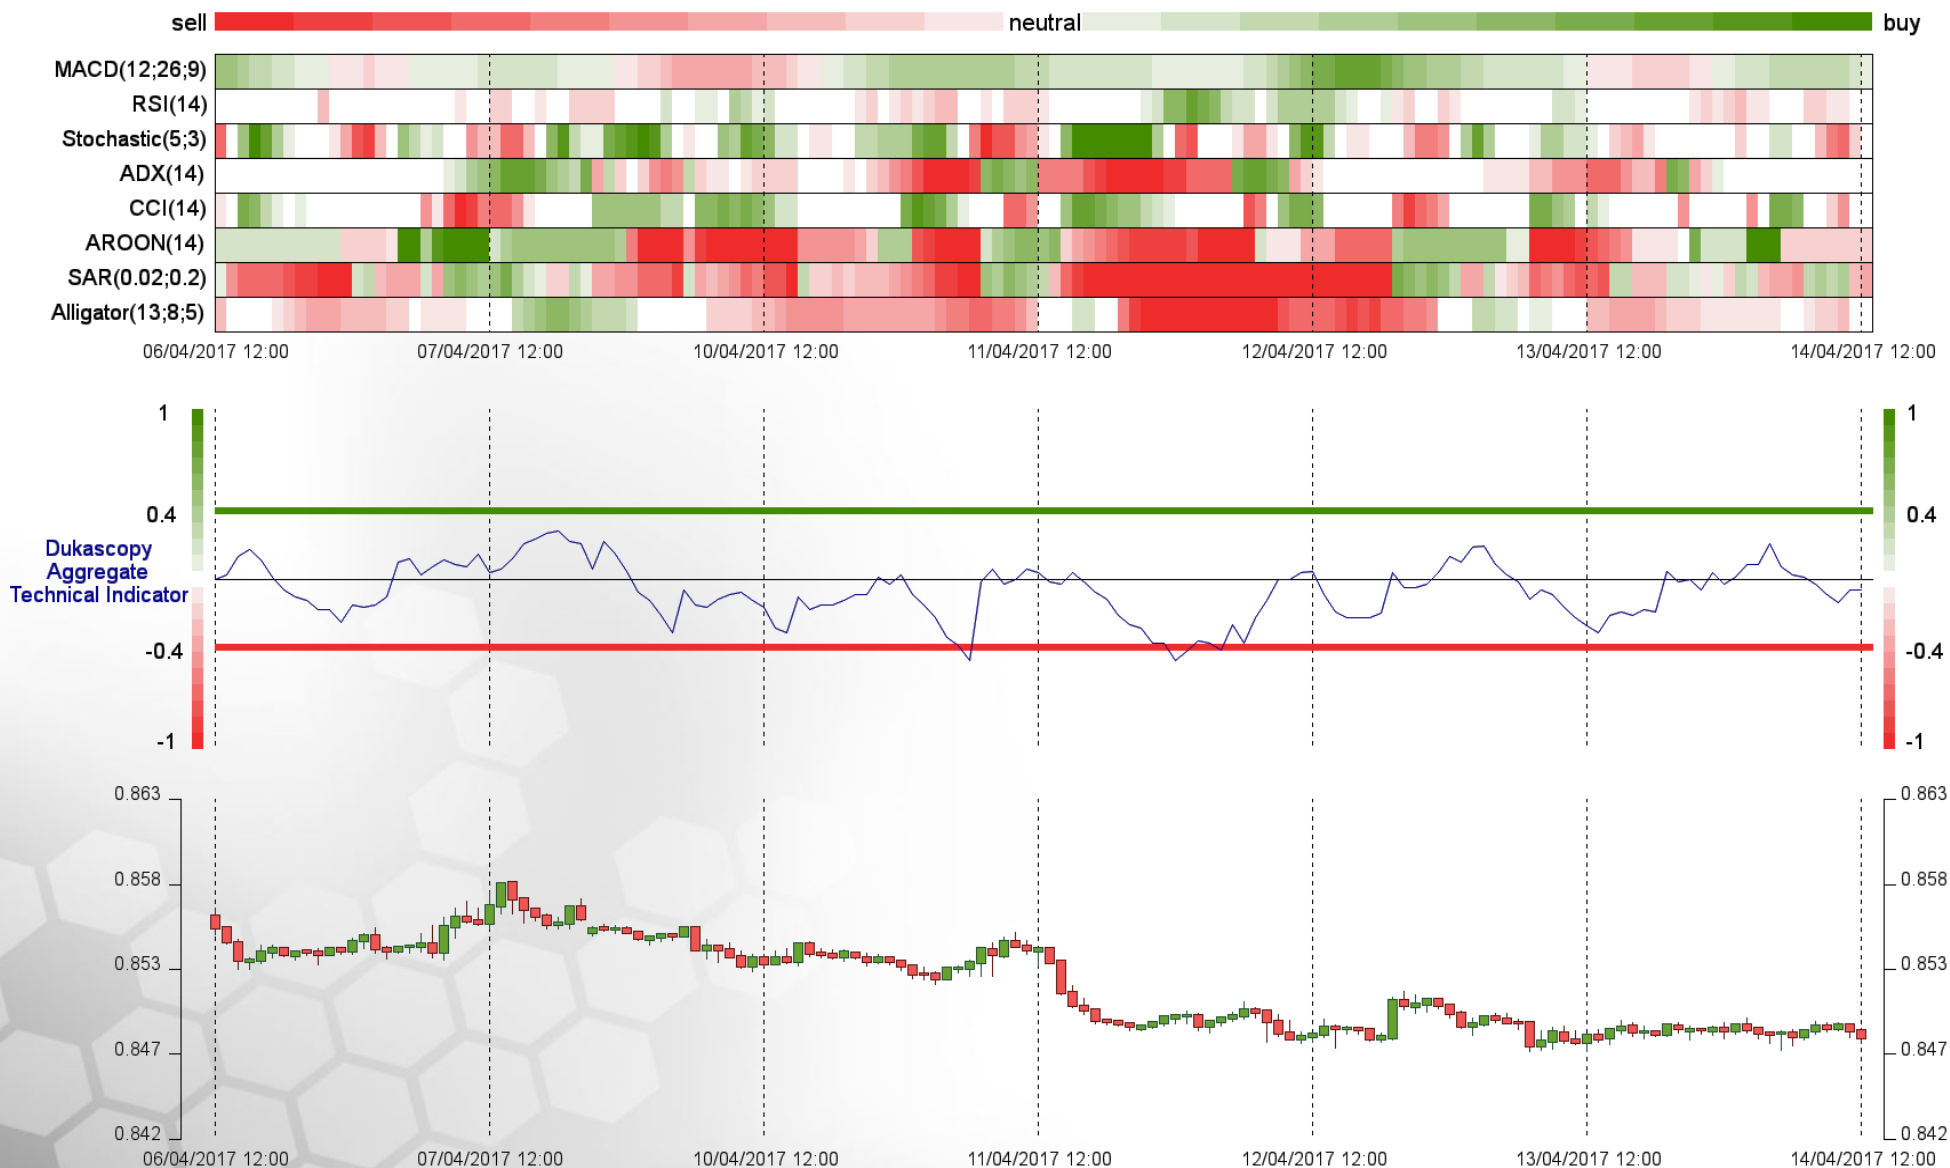 sell neutral buy
MACD(12;26;9)
RSI(14)
Stochastic(5;3)
ADX(14)
CCI(14)
AROON(14)
SAR(0.02;0.2)
Alligator(13;8;5)
06/04/2017 12:00 07/04/2017 12:00 10/04/2017 12:00 11/04/2017 12:00 12/04/2017 12:00 13/04/2017 12:00 14/04/2017 12:00
1 1
0.4 0.4
Dukascopy
Aggregate
Technical Indicator
-0.4 -0.4
-1 -1
0.863 0.863
0.858 0.858
0.853 0.853
0.847 0.847
0.842 0.842
06/04/2017 12:00 07/04/2017 12:00 10/04/2017 12:00 11/04/2017 12:00 12/04/2017 12:00 13/04/2017 12:00 14/04/2017 12:00